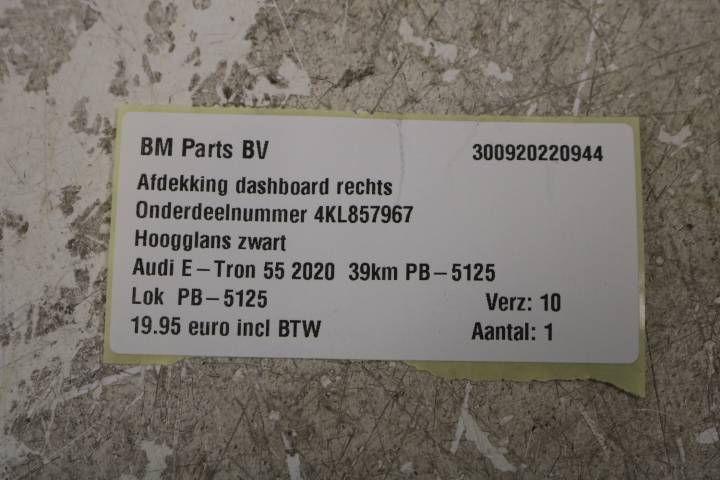 BM Parts BV 300920220944
Afdekking dashboard rechts
Onderdeelnummer 4KL857967
Hoogglans zwart
Audi E-Tron 55 2020 39km PB-5125
Lok PB-5125 Verz: 10
19.95 euro incl BTW Aantal: 1